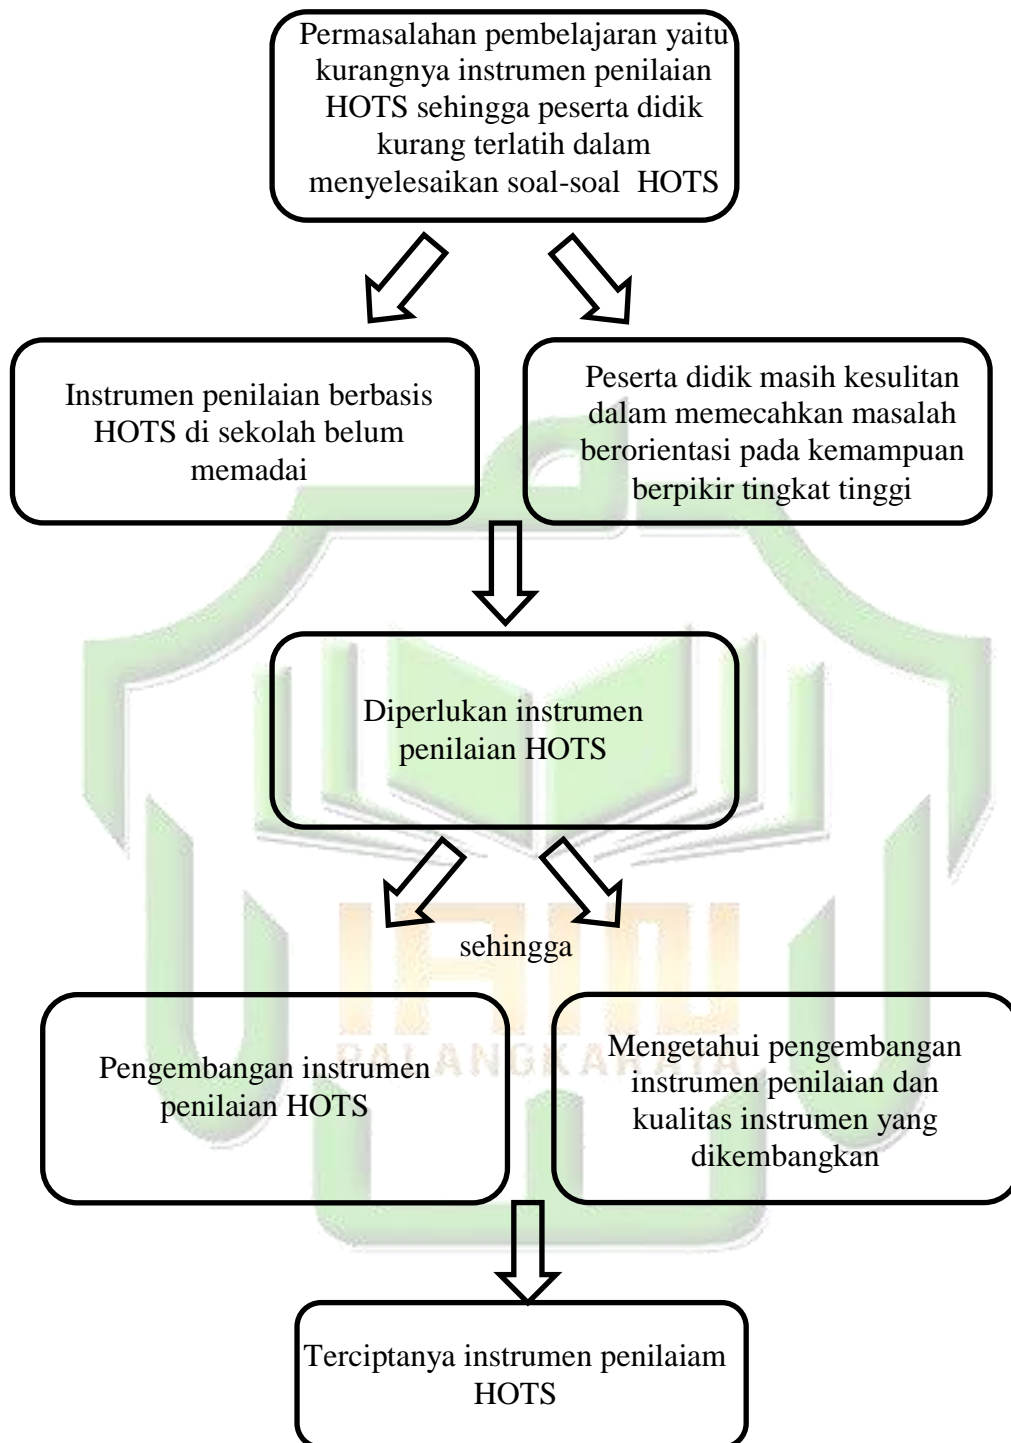 Permasalahan pembelajaran yaitu
kurangnya instrumen penilaian
HOTS sehingga peserta didik
kurang terlatih dalam
menyelesaikan soal-soal HOTS
Instrumen penilaian berbasis
HOTS di sekolah belum
memadai
Peserta didik masih kesulitan
dalam memecahkan masalah
berorientasi pada kemampuan
berpikir tingkat tinggi
Diperlukan instrumen
penilaian HOTS
sehingga
IAIN
PALANGKARAYA
Pengembangan instrumen
penilaian HOTS
Mengetahui pengembangan
instrumen penilaian dan
kualitas instrumen yang
dikembangkan
Terciptanya instrumen penilaiam
HOTS